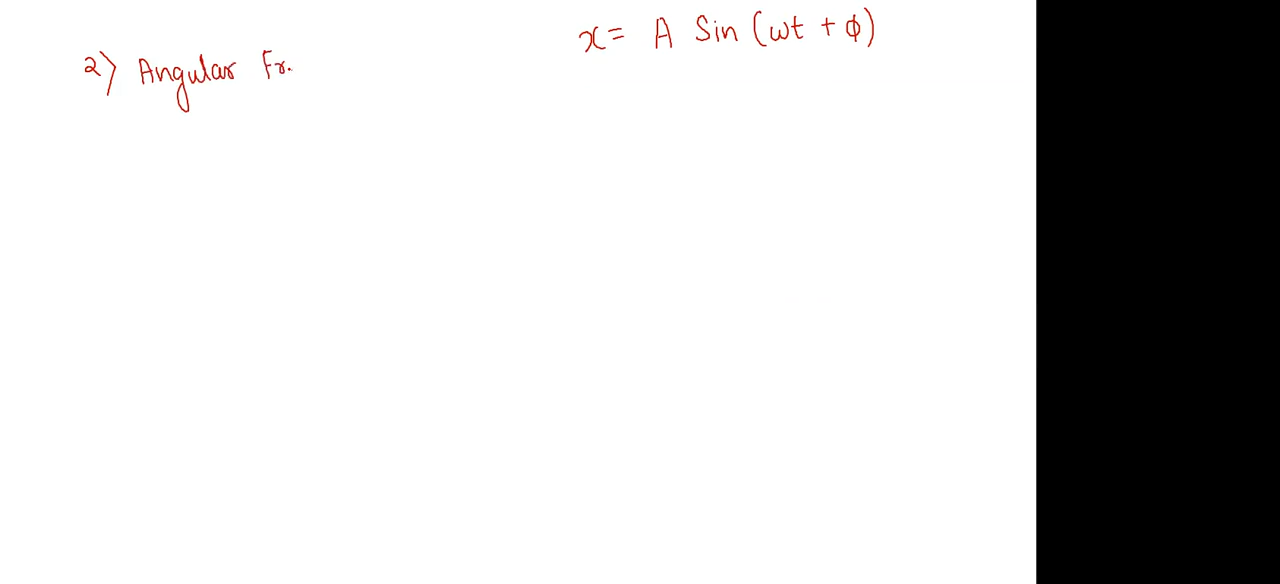 x = A Sin (ωt + φ)
2) Angular Fr.